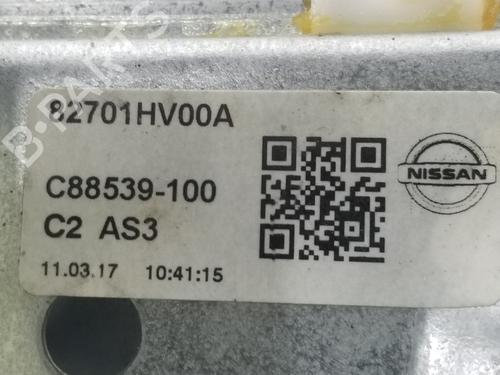 82701HV00A
C88539-100
C2 AS3
11.03.17 10:41:15
NISSAN
B-PARTS